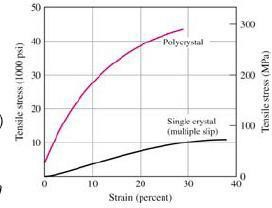 50
40
30
20
10
0
Tensile stress (1000 psi)
300
200
100
0
Tensile stress (MPa)
Polycrystal
Single crystal
(multiple slip)
0
10
20
30
40
Strain (percent)
)